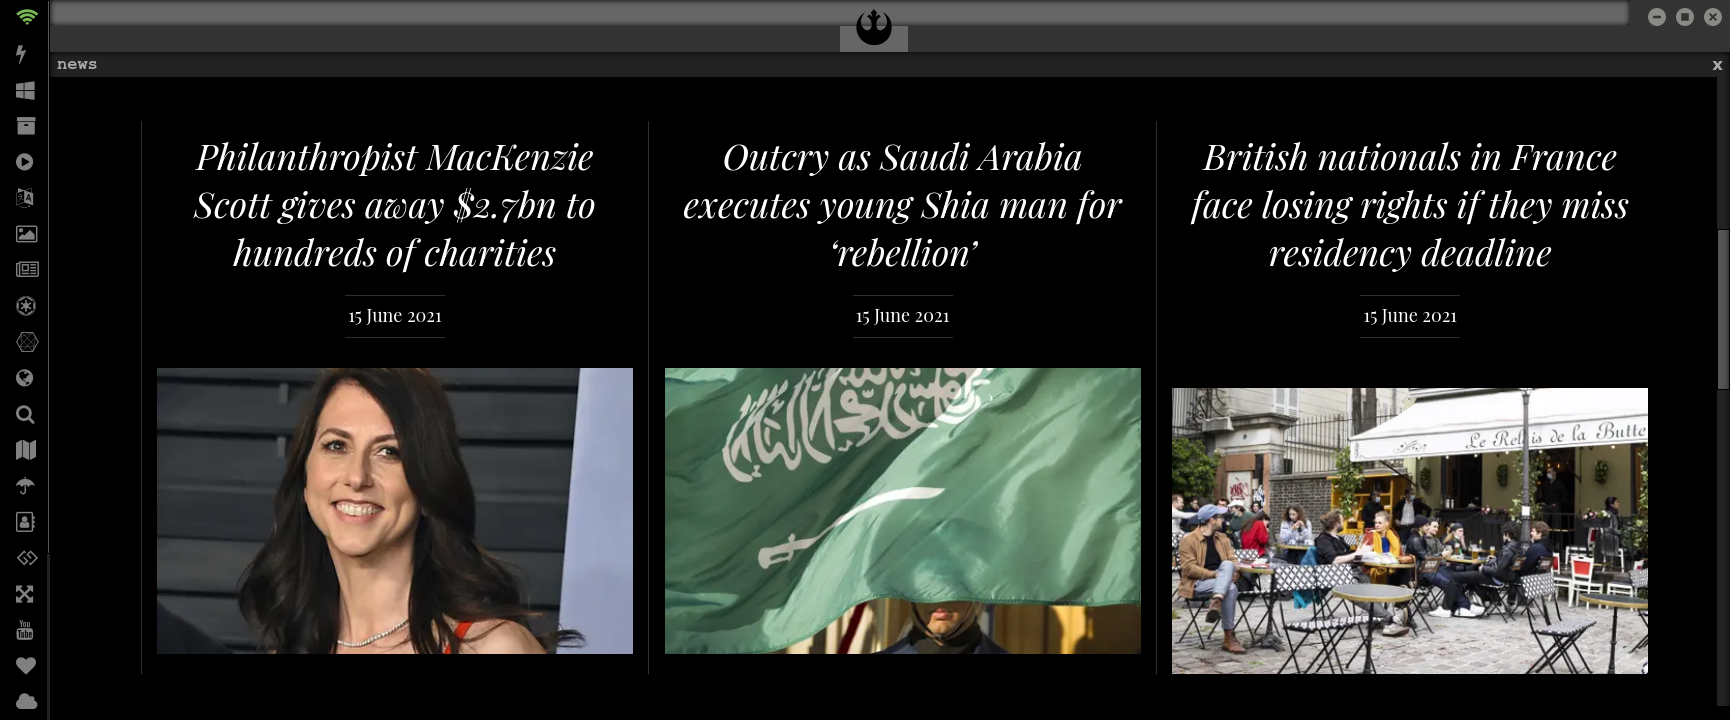 news
x
Philanthropist MacKenzie
Scott gives away $2.7bn to
hundreds of charities
15 June 2021
Outcry as Saudi Arabia
executes young Shia man for
‘rebellion’
15 June 2021
British nationals in France
face losing rights if they miss
residency deadline
15 June 2021
Le Relais de la Butte
You
Tube